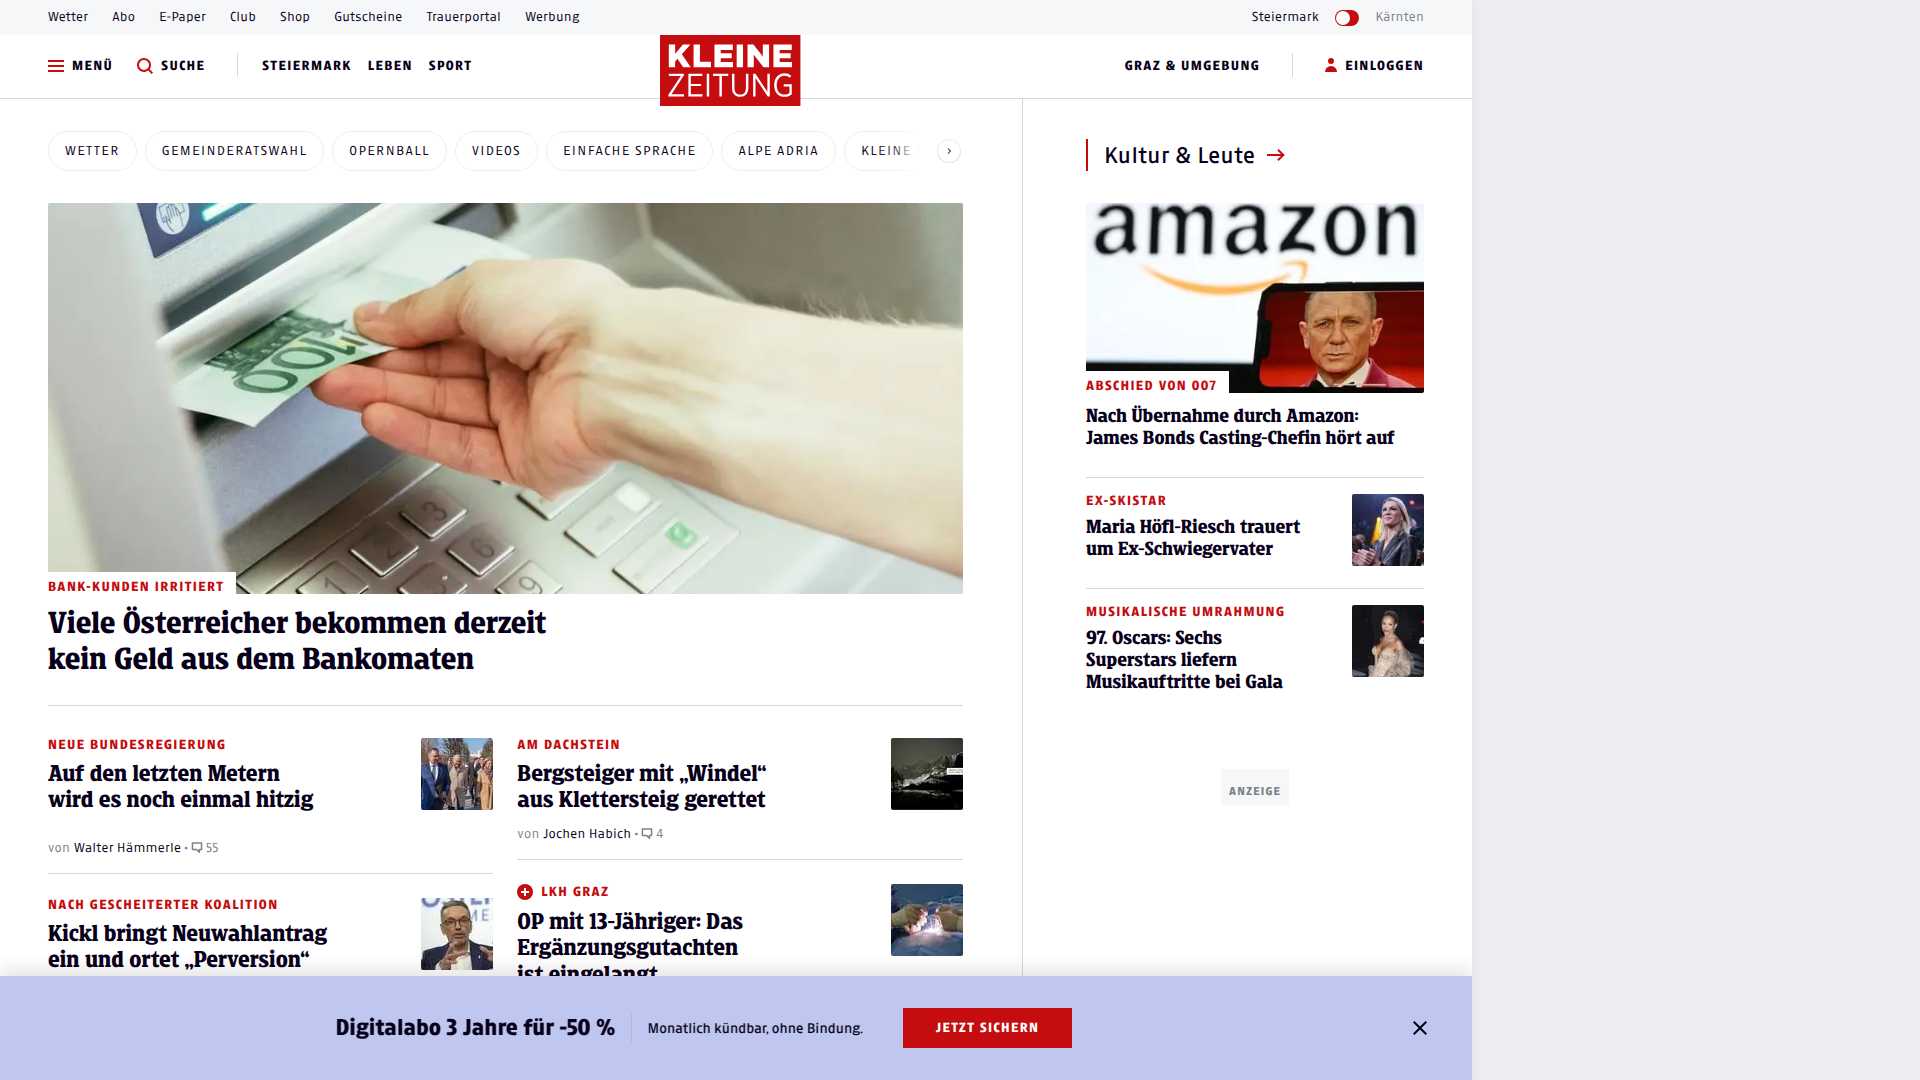 Wetter Abo E-Paper Club Shop Gutscheine Trauerportal Werbung Steiermark Kärnten
MENÜ SUCHE STEIERMARK LEBEN SPORT KLEINE ZEITUNG GRAZ & UMGEBUNG EINLOGGEN
WETTER GEMEINDERATSWAHL OPERNBALL VIDEOS EINFACHE SPRACHE ALPE ADRIA KLEINE
100
3
6
9
BANK-KUNDEN IRRITIERT
Viele Österreicher bekommen derzeit
kein Geld aus dem Bankomaten
NEUE BUNDESREGIERUNG
Auf den letzten Metern
wird es noch einmal hitzig
von Walter Hämmerle • 55
NACH GESCHEITERTER KOALITION
Kickl bringt Neuwahlantrag
ein und ortet „Perversion“
AM DACHSTEIN
Bergsteiger mit „Windel“
aus Klettersteig gerettet
von Jochen Habich • 4
LKH GRAZ
OP mit 13-Jähriger: Das
Ergänzungsgutachten
ist eingelangt
Kultur & Leute
amazon
ABSCHIED VON 007
Nach Übernahme durch Amazon:
James Bonds Casting-Chefin hört auf
EX-SKISTAR
Maria Höfl-Riesch trauert
um Ex-Schwiegervater
MUSIKALISCHE UMRAHMUNG
97. Oscars: Sechs
Superstars liefern
Musikauftritte bei Gala
ANZEIGE
Digitalabo 3 Jahre für -50 % Monatlich kündbar, ohne Bindung. JETZT SICHERN